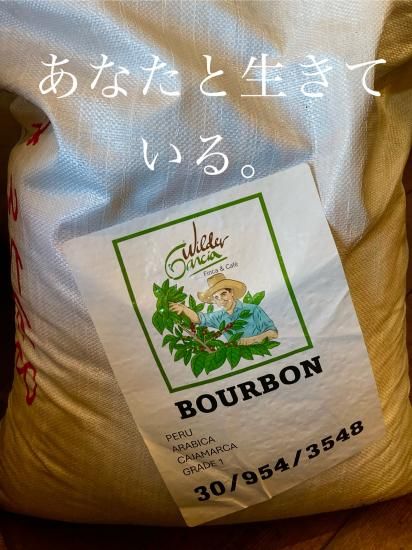 あなたと生きて
いる。
Wilder
Garcia
Finca & Café
BOURBON
PERU
ARABICA
CAJAMARCA
GRADE 1
30/954/3548